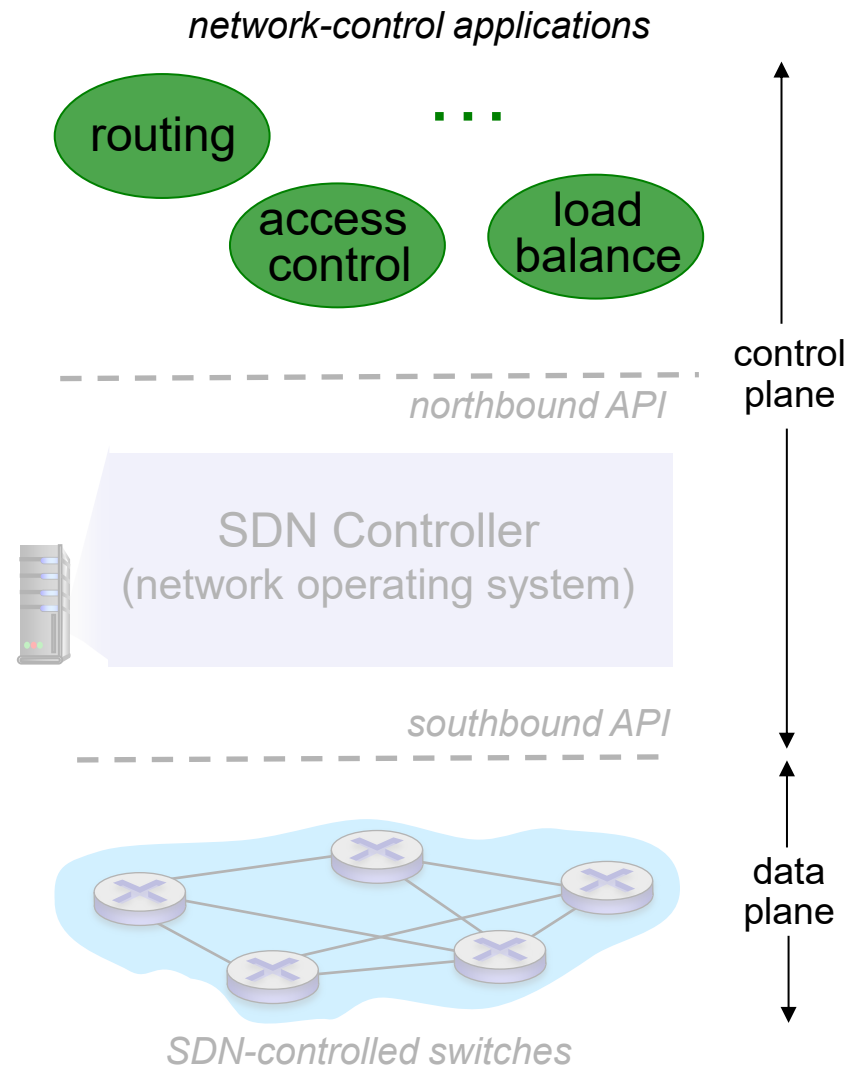 network-control applications
routing
...
access
control
load
balance
control
plane
northbound API
SDN Controller
(network operating system)
southbound API
data
plane
SDN-controlled switches